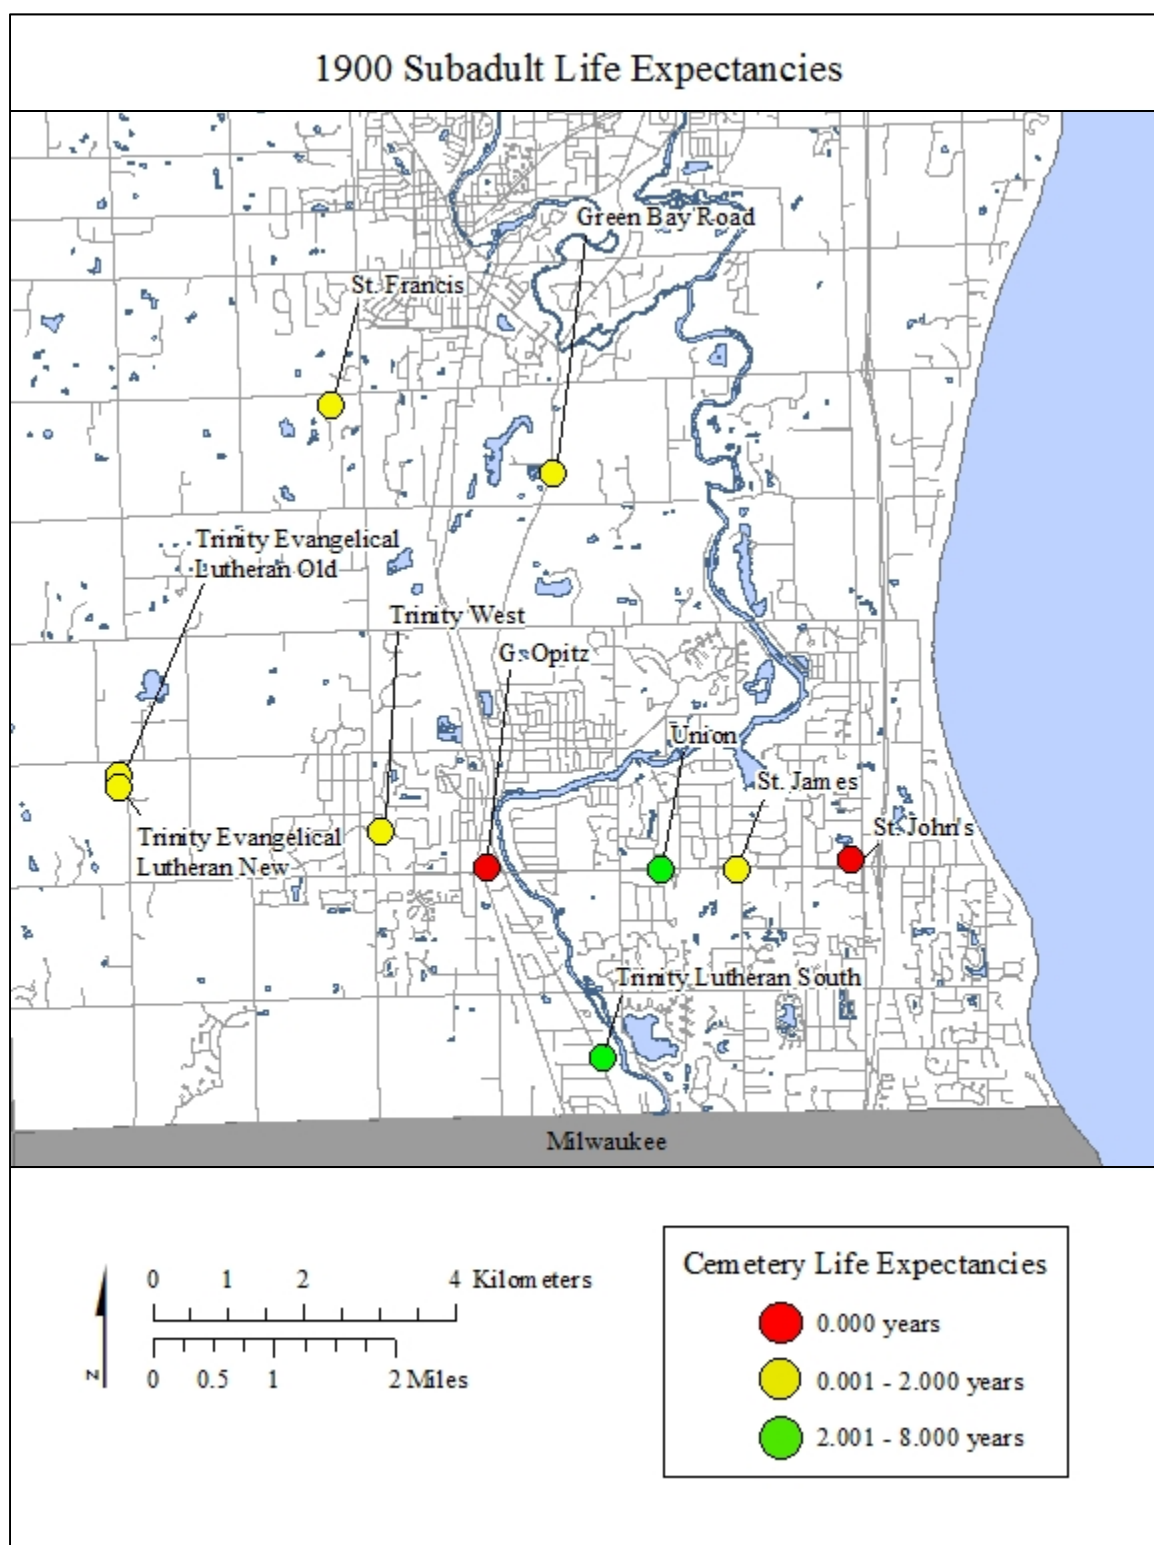 1900 Subadult Life Expectancies
Green Bay Road
St. Francis
Trinity Evangelical
Lutheran Old
Trinity West
G. Opitz
Union
St. James
St. John's
Trinity Evangelical
Lutheran New
Trinity Lutheran South
Milwaukee
0 1 2 4 Kilometers
0 0.5 1 2 Miles
N
Cemetery Life Expectancies
0.000 years
0.001 - 2.000 years
2.001 - 8.000 years